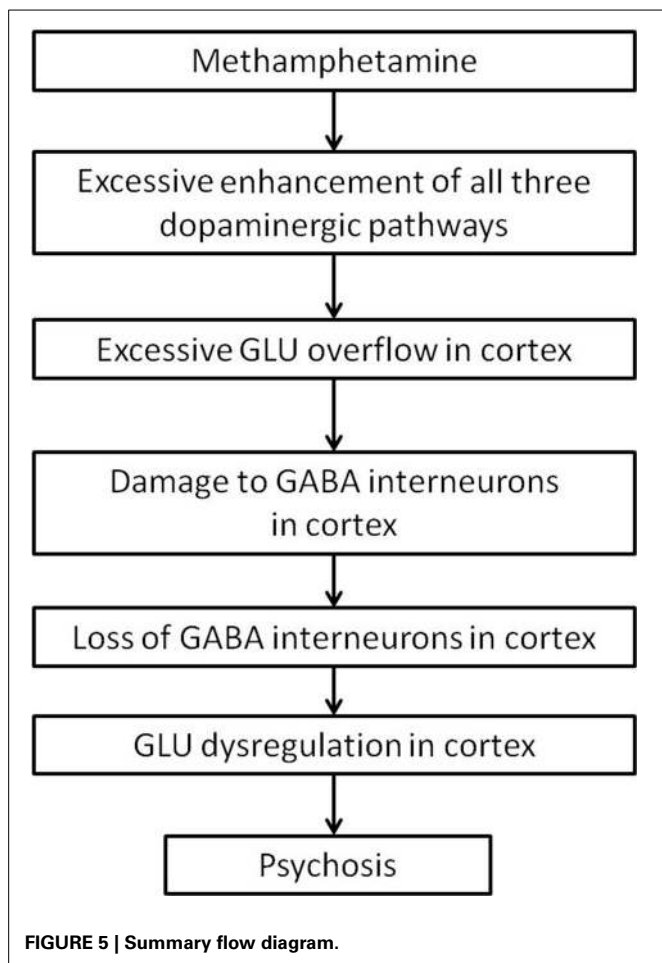 Methamphetamine
Excessive enhancement of all three
dopaminergic pathways
Excessive GLU overflow in cortex
Damage to GABA interneurons
in cortex
Loss of GABA interneurons in cortex
GLU dysregulation in cortex
Psychosis
FIGURE 5 | Summary flow diagram.